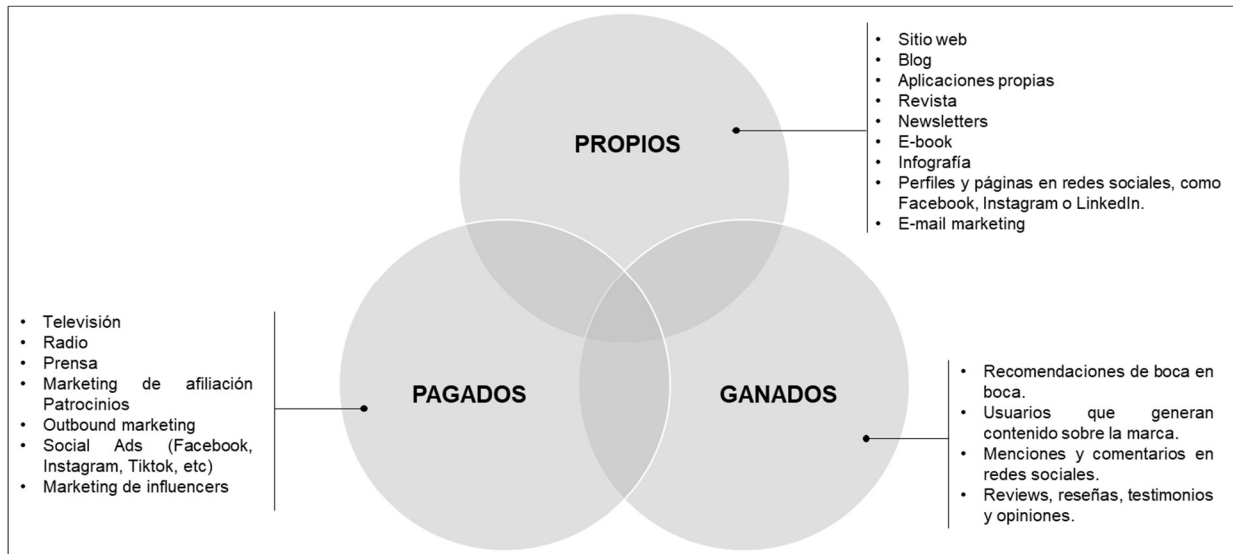 PROPIOS
• Sitio web
• Blog
• Aplicaciones propias
• Revista
• Newsletters
• E-book
• Infografía
• Perfiles y páginas en redes sociales, como
Facebook, Instagram o LinkedIn.
• E-mail marketing
PAGADOS
• Televisión
• Radio
• Prensa
• Marketing de afiliación
Patrocinios
• Outbound marketing
• Social Ads (Facebook,
Instagram, Tiktok, etc)
• Marketing de influencers
GANADOS
• Recomendaciones de boca en
boca.
• Usuarios que generan
contenido sobre la marca.
• Menciones y comentarios en
redes sociales.
• Reviews, reseñas, testimonios
y opiniones.